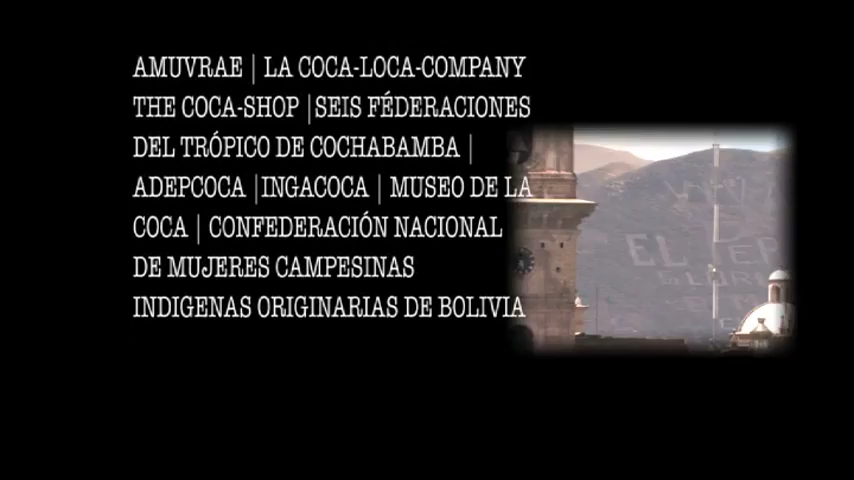 AMUVRAE | LA COCA-LOCA-COMPANY
THE COCA-SHOP |SEIS FÉDERACIONES
DEL TRÓPICO DE COCHABAMBA |
ADEPCOCA |INGACOCA | MUSEO DE LA
COCA | CONFEDERACIÓN NACIONAL
DE MUJERES CAMPESINAS
INDIGENAS ORIGINARIAS DE BOLIVIA
EL